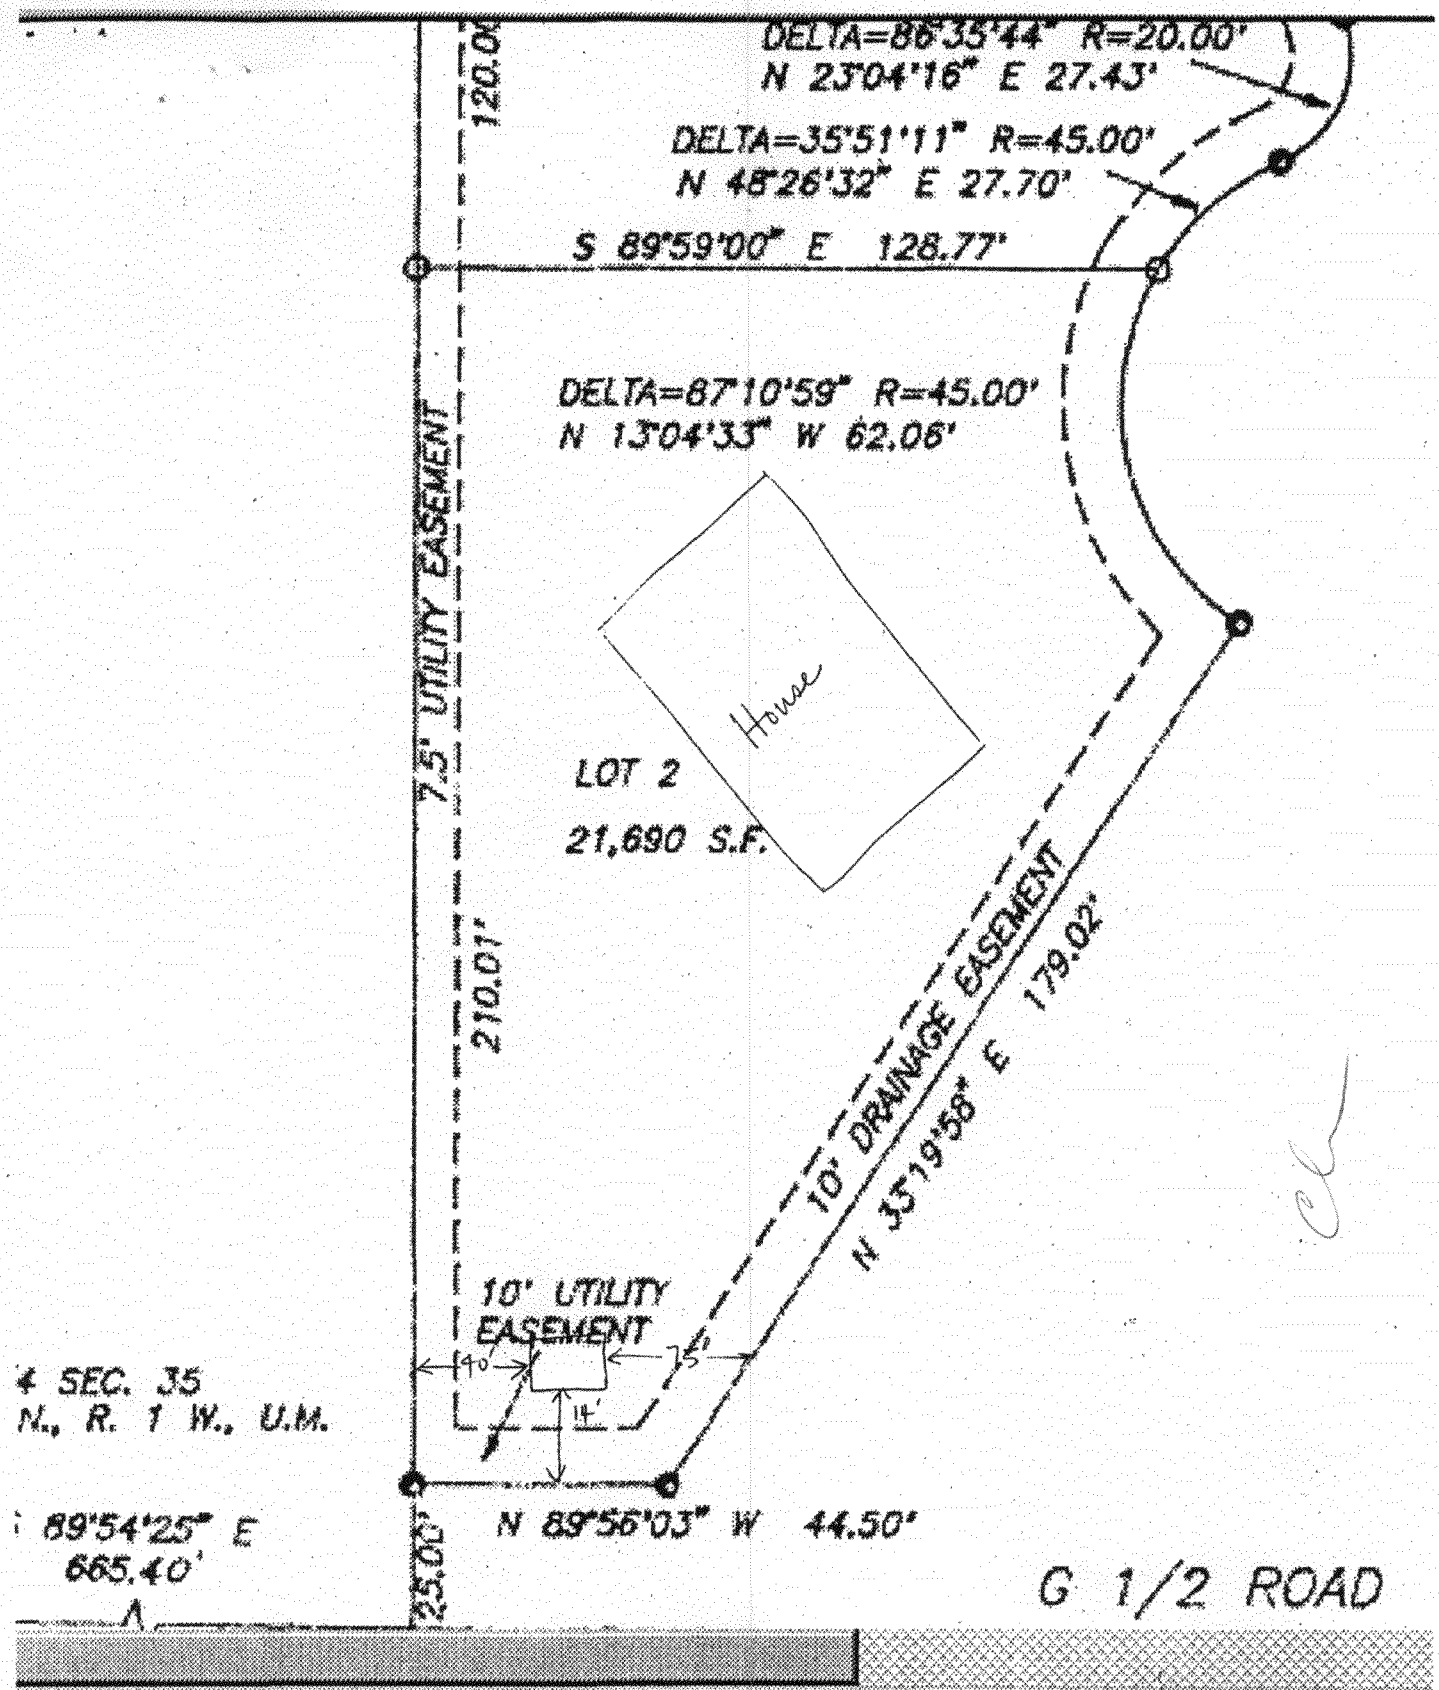 120.00
DELTA=86°35'44" R=20.00'
N 23°04'16" E 27.43'
DELTA=35°51'11" R=45.00'
N 48°26'32" E 27.70'
S 89°59'00" E 128.77'
DELTA=87°10'59" R=45.00'
N 13°04'33" W 62.06'
7.5' UTILITY EASEMENT
House
LOT 2
21,690 S.F.
210.01'
10' DRAINAGE EASEMENT
179.02'
N 35°19'58" E
10' UTILITY
EASEMENT
40'
75'
14'
4 SEC. 35
N., R. 1 W., U.M.
89°54'25" E
665.40'
25.00'
N 89°56'03" W 44.50'
G 1/2 ROAD